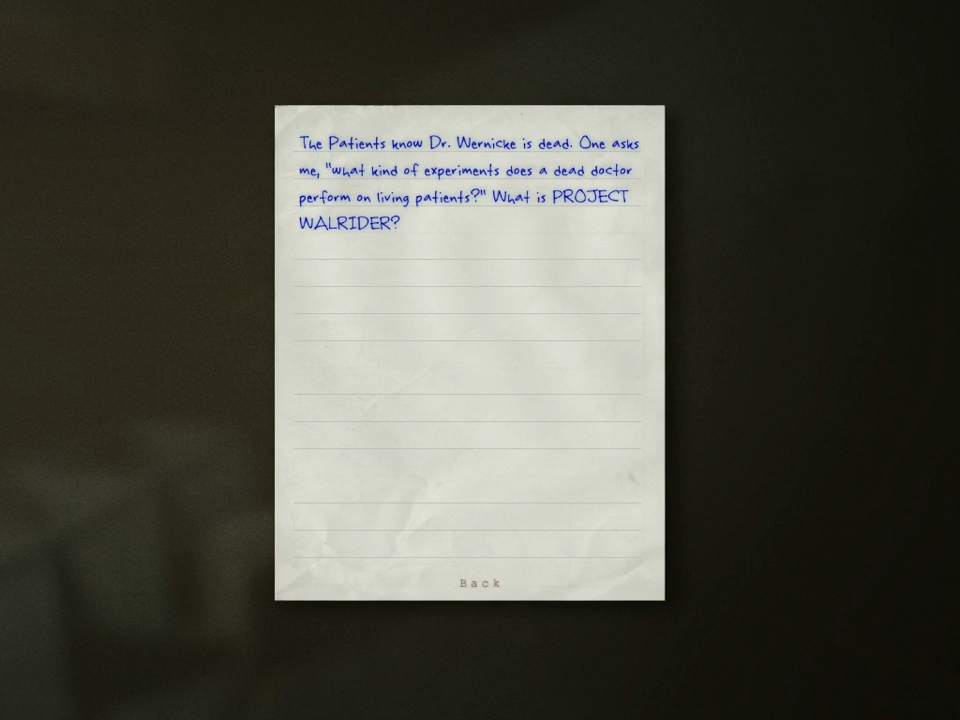 The Patients know Dr. Wernicke is dead. One asks
me, "what kind of experiments does a dead doctor
perform on living patients?" What is PROJECT
WALRIDER?
Back